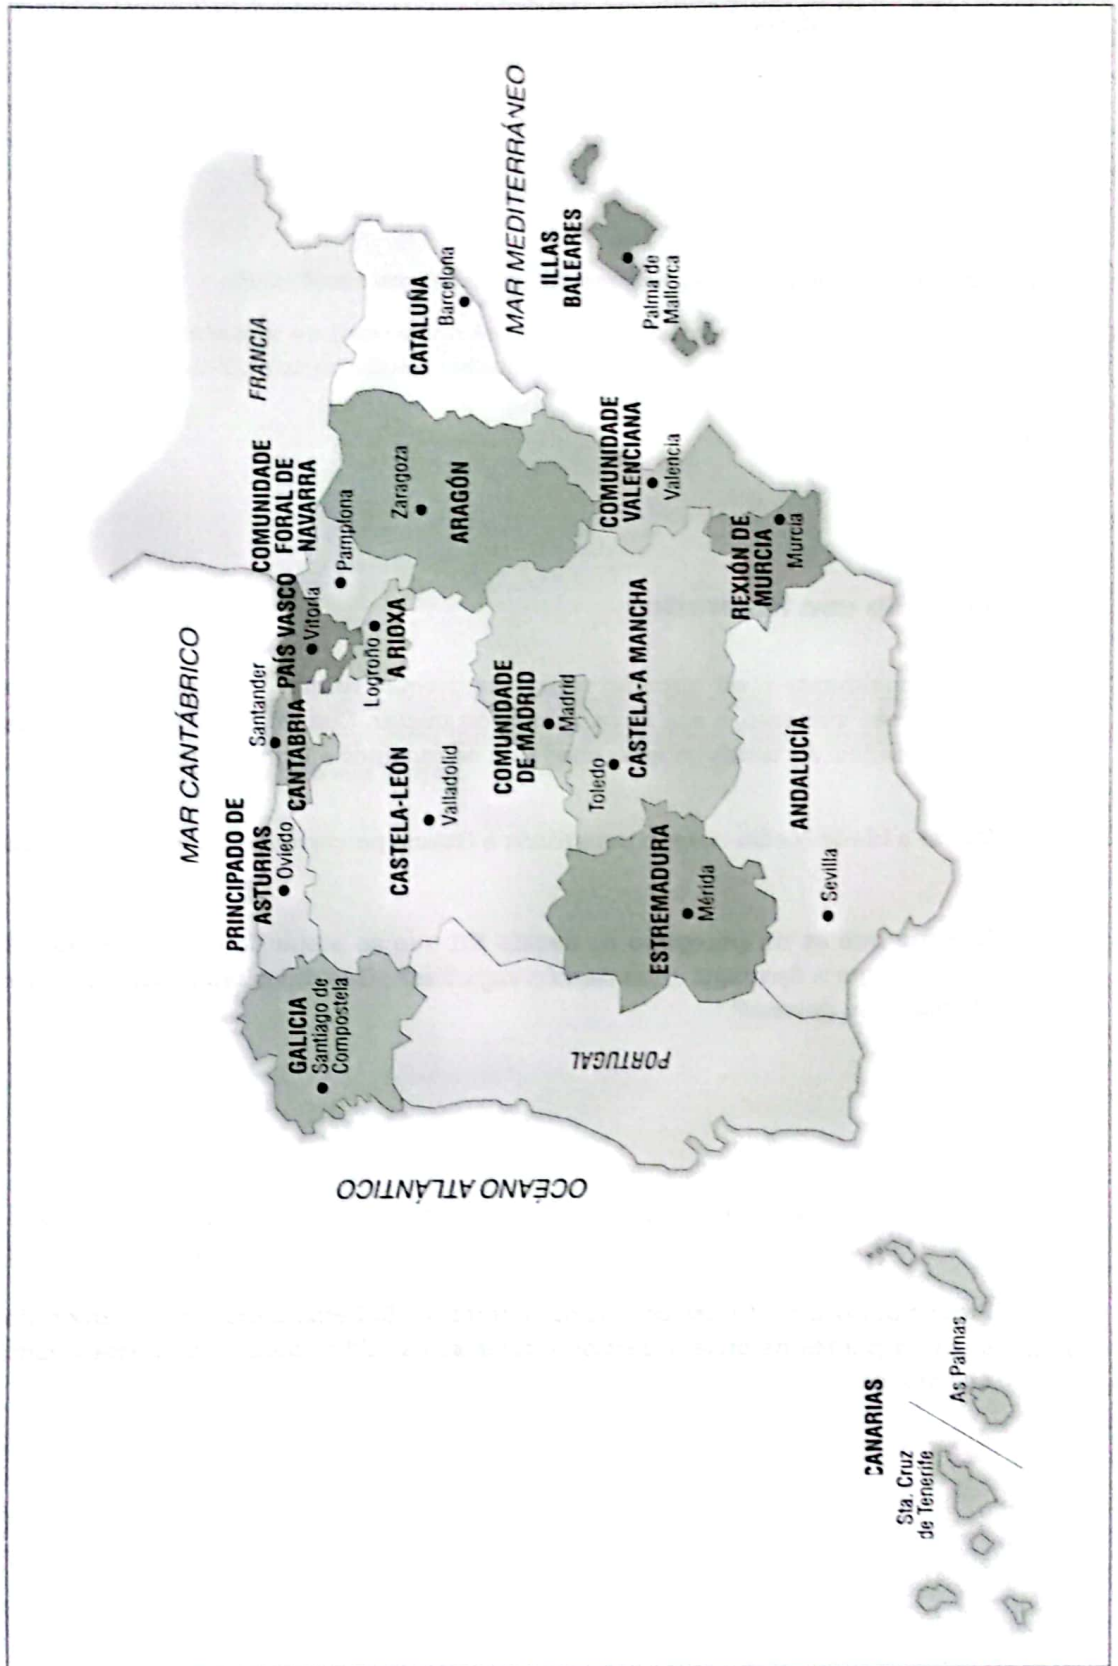 MAR CANTÁBRICO
FRANCIA
PRINCIPADO DE
ASTURIAS
Oviedo
Santander
CANTABRIA
PAÍS VASCO
Vitoria
COMUNIDADE
FORAL DE
NAVARRA
Pamplona
GALICIA
Santiago de
Compostela
Logroño
A RIOXA
CASTELA-LEÓN
Valladolid
Zaragoza
ARAGÓN
CATALUÑA
Barcelona
MAR MEDITERRÁNEO
COMUNIDADE
DE MADRID
Madrid
ILLAS
BALEARES
Palma de
Mallorca
OCÉANO ATLÁNTICO
PORTUGAL
Toledo
CASTELA-A MANCHA
COMUNIDADE
VALENCIANA
Valencia
ESTREMADURA
Mérida
REXIÓN DE
MURCIA
Murcia
ANDALUCÍA
Sevilla
CANARIAS
Sta. Cruz
de Tenerife
As Palmas